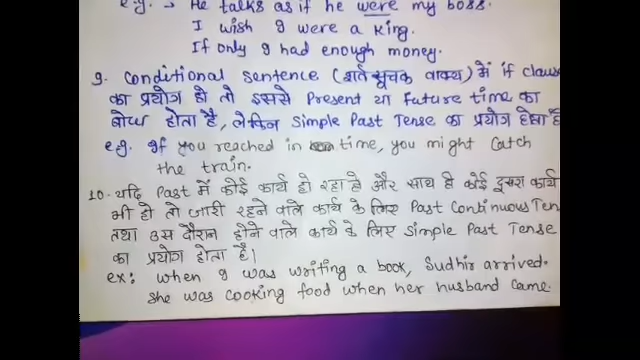 e.g. → He talks as if he were my boss.
I wish I were a king.
If only I had enough money.
9. Conditional sentence (शर्त सूचक वाक्य) में if clause
का प्रयोग हो तो इससे Present या Future time का
बोध होता है, लेकिन Simple Past Tense का प्रयोग होता है
eg. If you reached in time, you might catch
the train.
10. यदि Past में कोई कार्य हो रहा हो और साथ ही कोई दूसरा कार्य
भी हो तो जारी रहने वाले कार्य के लिए Past Continuous Ten
तथा उस दौरान होने वाले कार्य के लिए Simple Past Tense
का प्रयोग होता है।
ex: When I was writing a book, Sudhir arrived.
She was cooking food when her husband came.